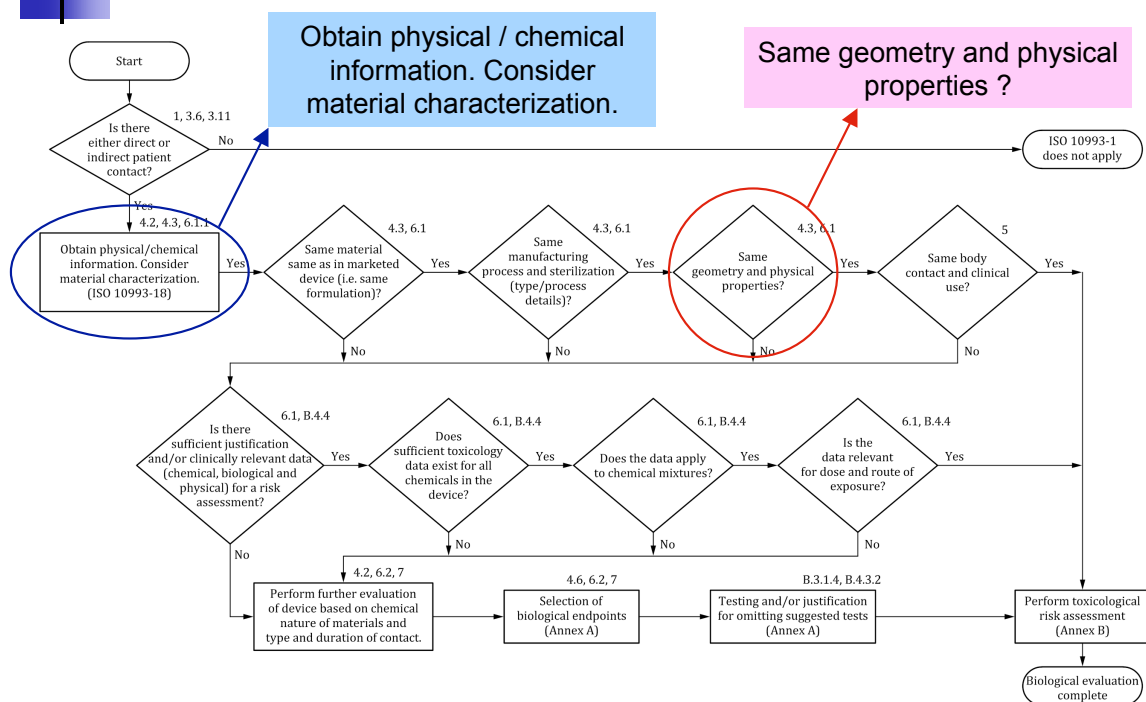 Obtain physical / chemical
information. Consider
material characterization.
Same geometry and physical
properties ?
Start
1, 3.6, 3.11
Is there
either direct or
indirect patient
contact?
No
ISO 10993-1
does not apply
Yes
4.2, 4.3, 6.1.1
Obtain physical/chemical
information. Consider
material characterization.
(ISO 10993-18)
Yes
4.3, 6.1
Same material
same as in marketed
device (i.e. same
formulation)?
Yes
No
4.3, 6.1
Same
manufacturing
process and sterilization
(type/process
details)?
Yes
No
4.3, 6.1
Same
geometry and physical
properties?
Yes
No
5
Same body
contact and clinical
use?
Yes
No
6.1, B.4.4
Is there
sufficient justification
and/or clinically relevant data
(chemical, biological and
physical) for a risk
assessment?
Yes
No
6.1, B.4.4
Does
sufficient toxicology
data exist for all
chemicals in the
device?
Yes
No
6.1, B.4.4
Does the data apply
to chemical mixtures?
Yes
No
6.1, B.4.4
Is the
data relevant
for dose and route of
exposure?
Yes
No
4.2, 6.2, 7
Perform further evaluation
of device based on chemical
nature of materials and
type and duration of contact.
4.6, 6.2, 7
Selection of
biological endpoints
(Annex A)
B.3.1.4, B.4.3.2
Testing and/or justification
for omitting suggested tests
(Annex A)
Perform toxicological
risk assessment
(Annex B)
Biological evaluation
complete